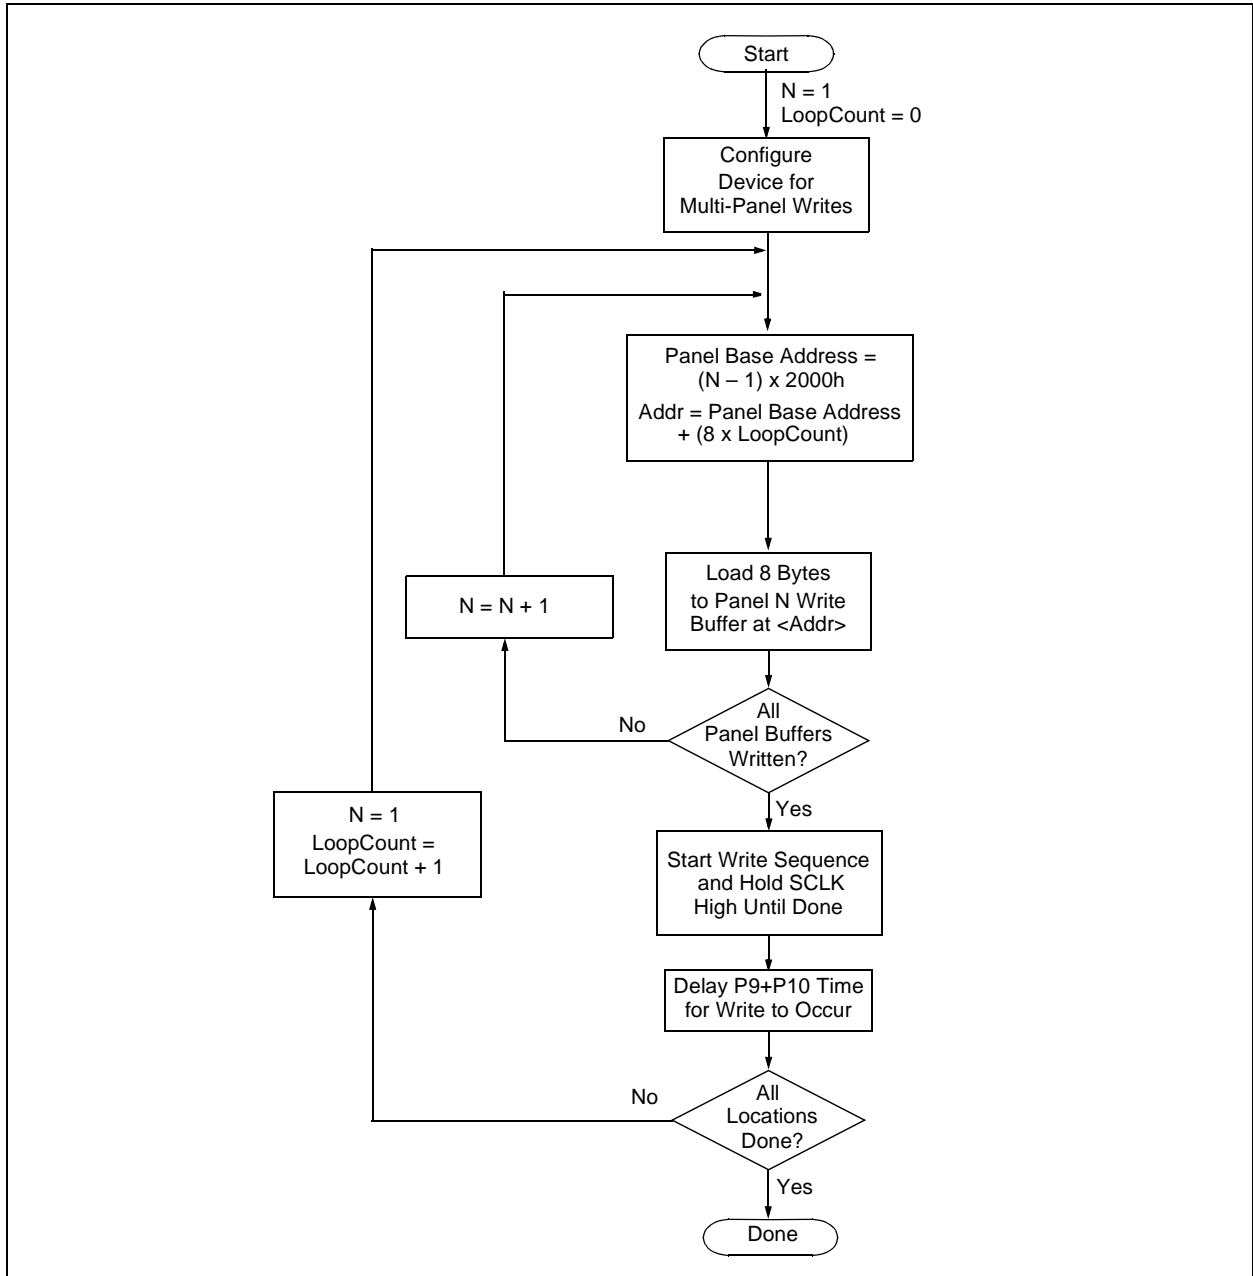 Start
N = 1
LoopCount = 0
Configure
Device for
Multi-Panel Writes
Panel Base Address =
(N – 1) x 2000h
Addr = Panel Base Address
+ (8 x LoopCount)
Load 8 Bytes
to Panel N Write
Buffer at <Addr>
N = N + 1
All
Panel Buffers
Written?
No
Yes
N = 1
LoopCount =
LoopCount + 1
Start Write Sequence
and Hold SCLK
High Until Done
Delay P9+P10 Time
for Write to Occur
All
Locations
Done?
No
Yes
Done